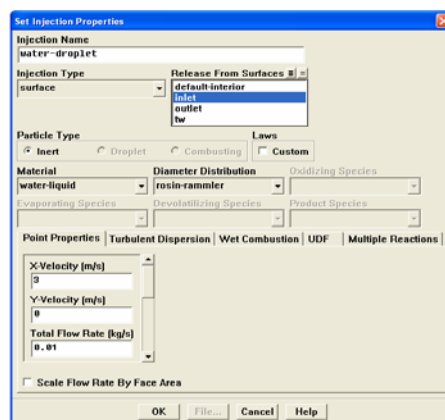 Set Injection Properties
Injection Name
water-droplet
Injection Type
Release From Surfaces
surface
default-interior
inlet
outlet
tw
Particle Type
Laws
Inert
Droplet
Combusting
Custom
Material
Diameter Distribution
Oxidizing Species
water-liquid
rosin-rammler
Evaporating Species
Devolatilizing Species
Product Species
Point Properties
Turbulent Dispersion
Wet Combustion
UDF
Multiple Reactions
X-Velocity (m/s)
3
Y-Velocity (m/s)
0
Total Flow Rate (kg/s)
0.01
Scale Flow Rate By Face Area
OK
File...
Cancel
Help